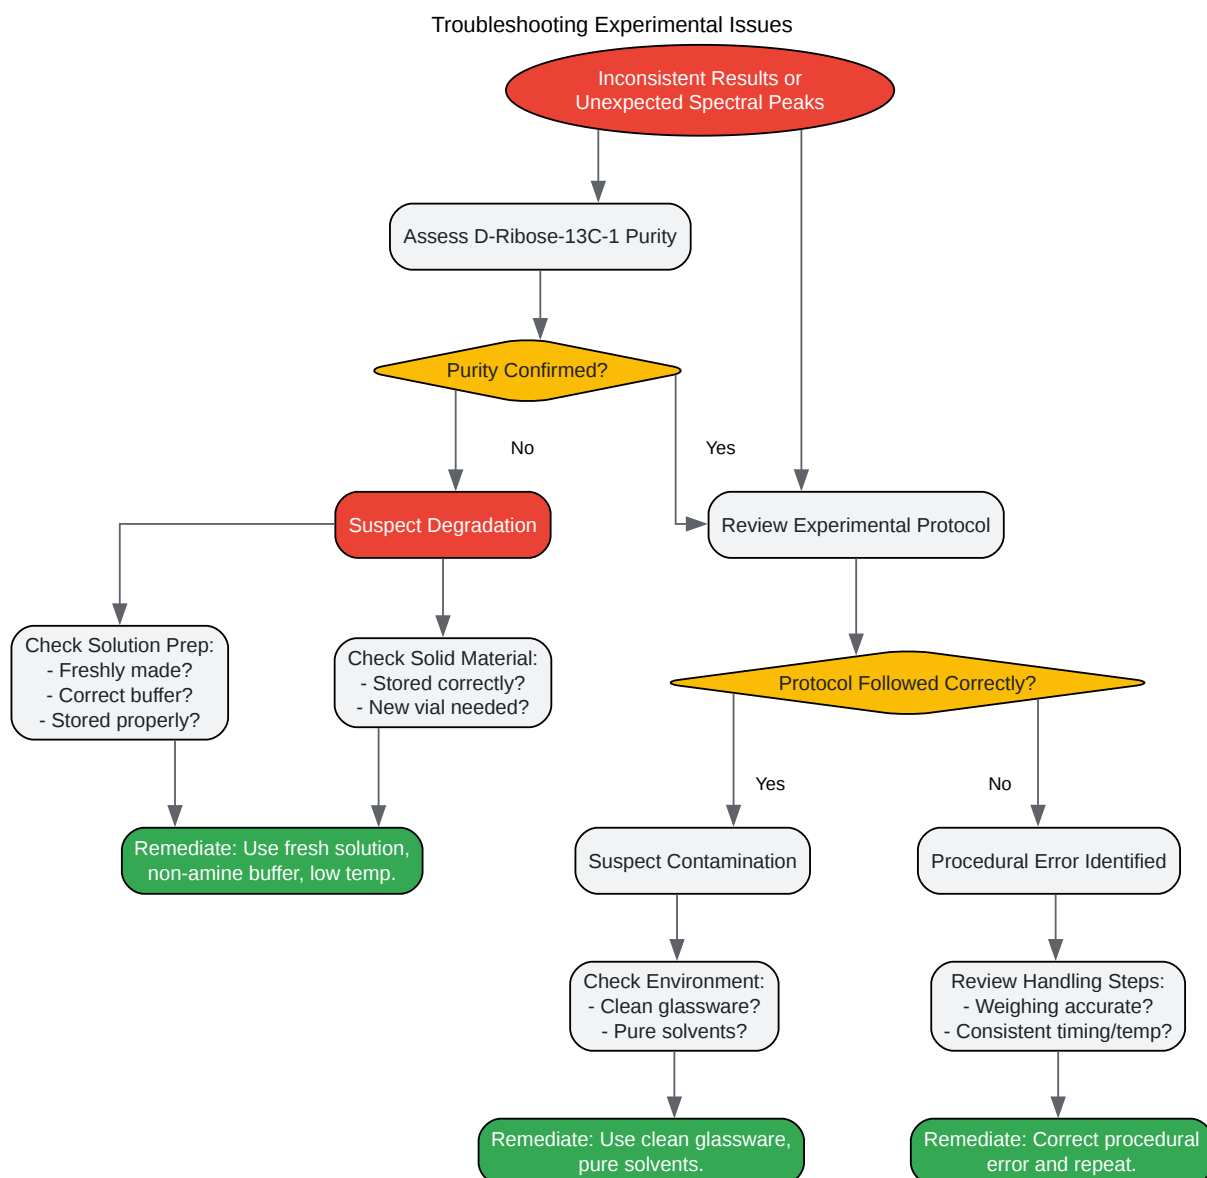 Troubleshooting Experimental Issues
Inconsistent Results or
Unexpected Spectral Peaks
Assess D-Ribose-13C-1 Purity
Purity Confirmed?
No
Yes
Suspect Degradation
Review Experimental Protocol
Check Solution Prep:
- Freshly made?
- Correct buffer?
- Stored properly?
Check Solid Material:
- Stored correctly?
- New vial needed?
Protocol Followed Correctly?
Yes
No
Remediate: Use fresh solution,
non-amine buffer, low temp.
Suspect Contamination
Procedural Error Identified
Check Environment:
- Clean glassware?
- Pure solvents?
Review Handling Steps:
- Weighing accurate?
- Consistent timing/temp?
Remediate: Use clean glassware,
pure solvents.
Remediate: Correct procedural
error and repeat.